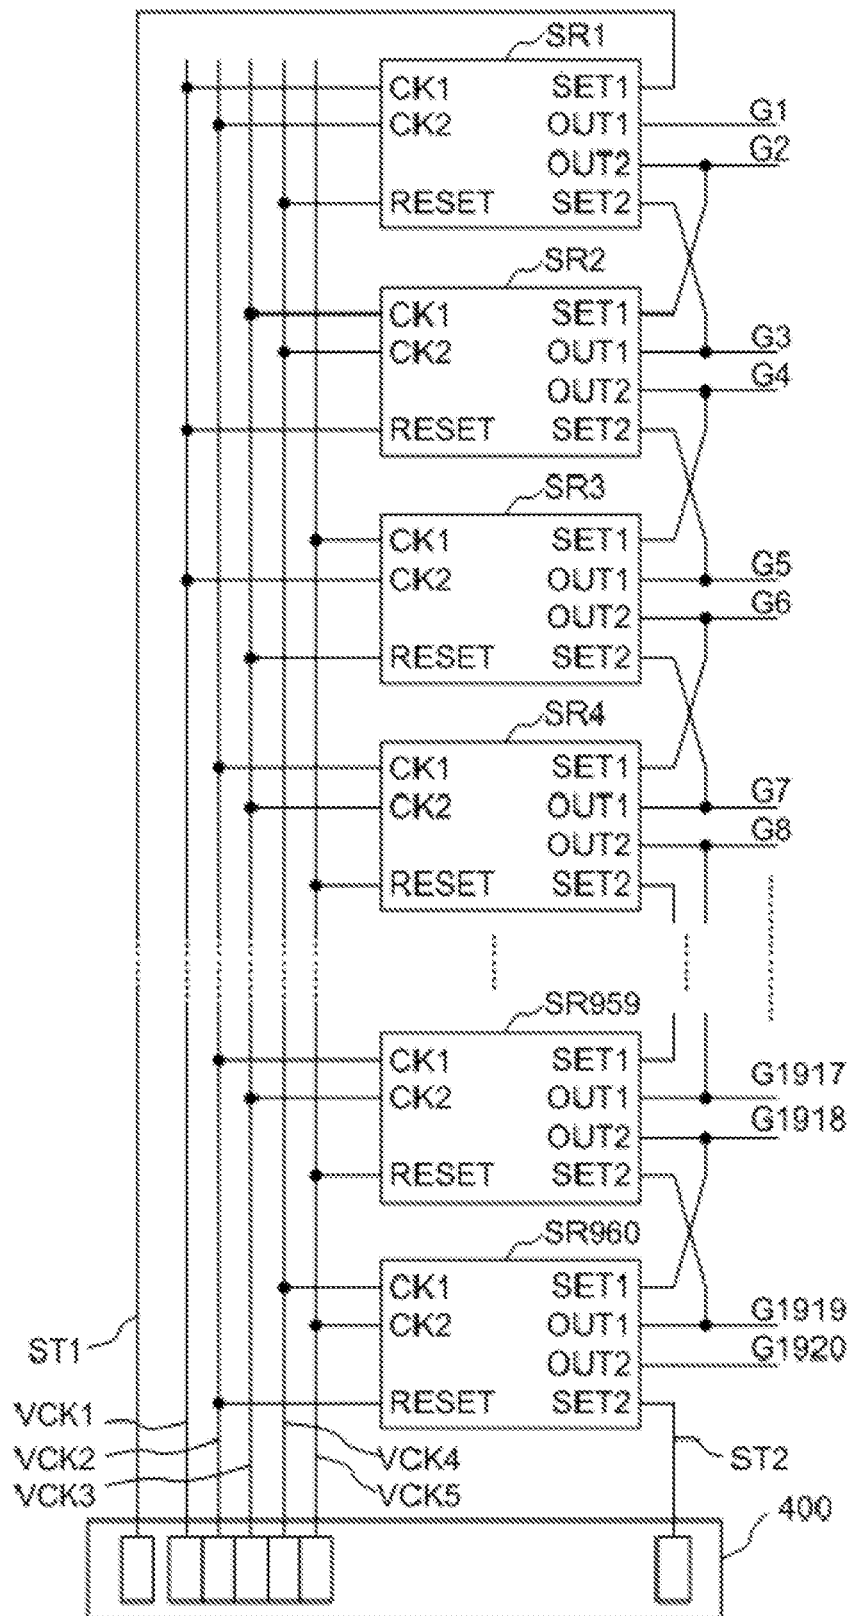 SR1
CK1 SET1
CK2 OUT1 G1
OUT2 G2
RESET SET2
SR2
CK1 SET1
CK2 OUT1 G3
OUT2 G4
RESET SET2
SR3
CK1 SET1
CK2 OUT1 G5
OUT2 G6
RESET SET2
SR4
CK1 SET1
CK2 OUT1 G7
OUT2 G8
RESET SET2
SR959
CK1 SET1
CK2 OUT1 G1917
OUT2 G1918
RESET SET2
SR960
CK1 SET1
CK2 OUT1 G1919
OUT2 G1920
RESET SET2
ST1
VCK1
VCK2 VCK4 ST2
VCK3 VCK5
400